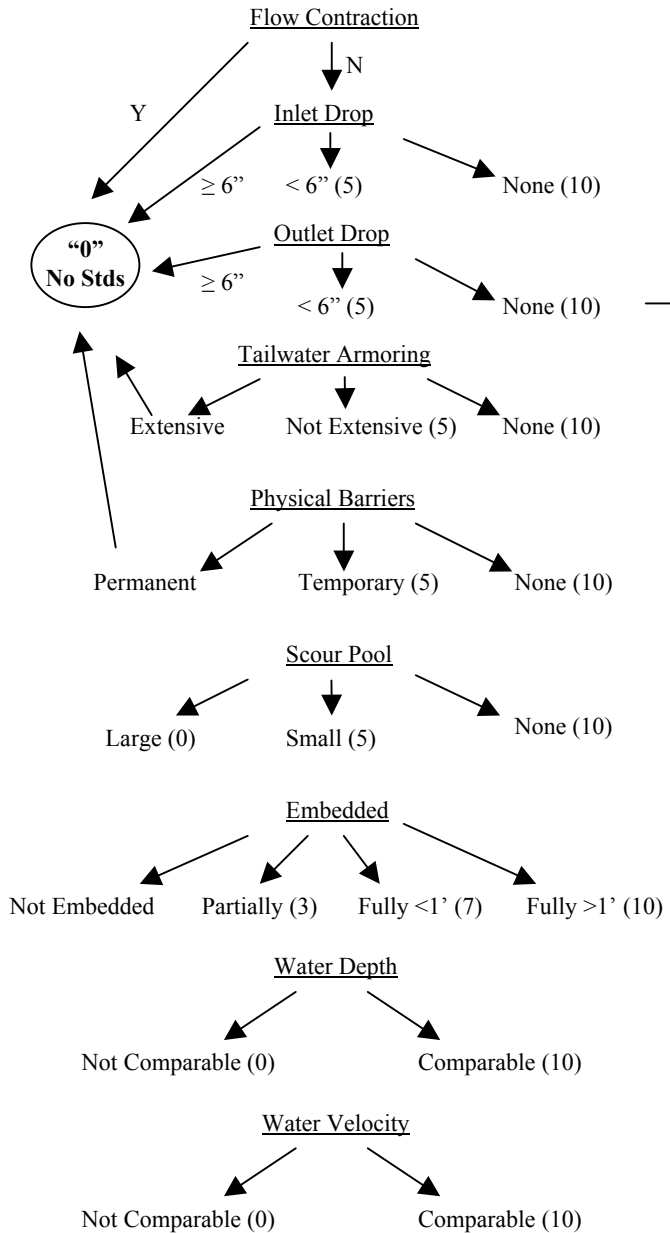 Flow Contraction
N
Y
Inlet Drop
≥ 6” < 6” (5) None (10)
“0”
No Stds
Outlet Drop
≥ 6” < 6” (5) None (10)
Tailwater Armoring
Extensive Not Extensive (5) None (10)
Physical Barriers
Permanent Temporary (5) None (10)
Scour Pool
Large (0) Small (5) None (10)
Embedded
Not Embedded Partially (3) Fully <1’ (7) Fully >1’ (10)
Water Depth
Not Comparable (0) Comparable (10)
Water Velocity
Not Comparable (0) Comparable (10)